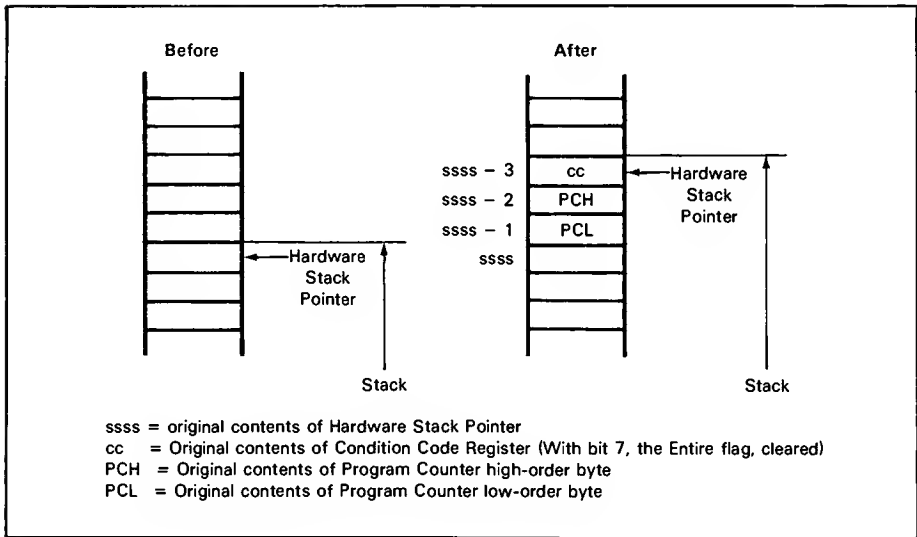 Before
After
ssss – 3
cc
Hardware
Stack
Pointer
ssss – 2
PCH
ssss – 1
PCL
ssss
Hardware
Stack
Pointer
Stack
Stack
ssss = original contents of Hardware Stack Pointer
cc = Original contents of Condition Code Register (With bit 7, the Entire flag, cleared)
PCH = Original contents of Program Counter high-order byte
PCL = Original contents of Program Counter low-order byte